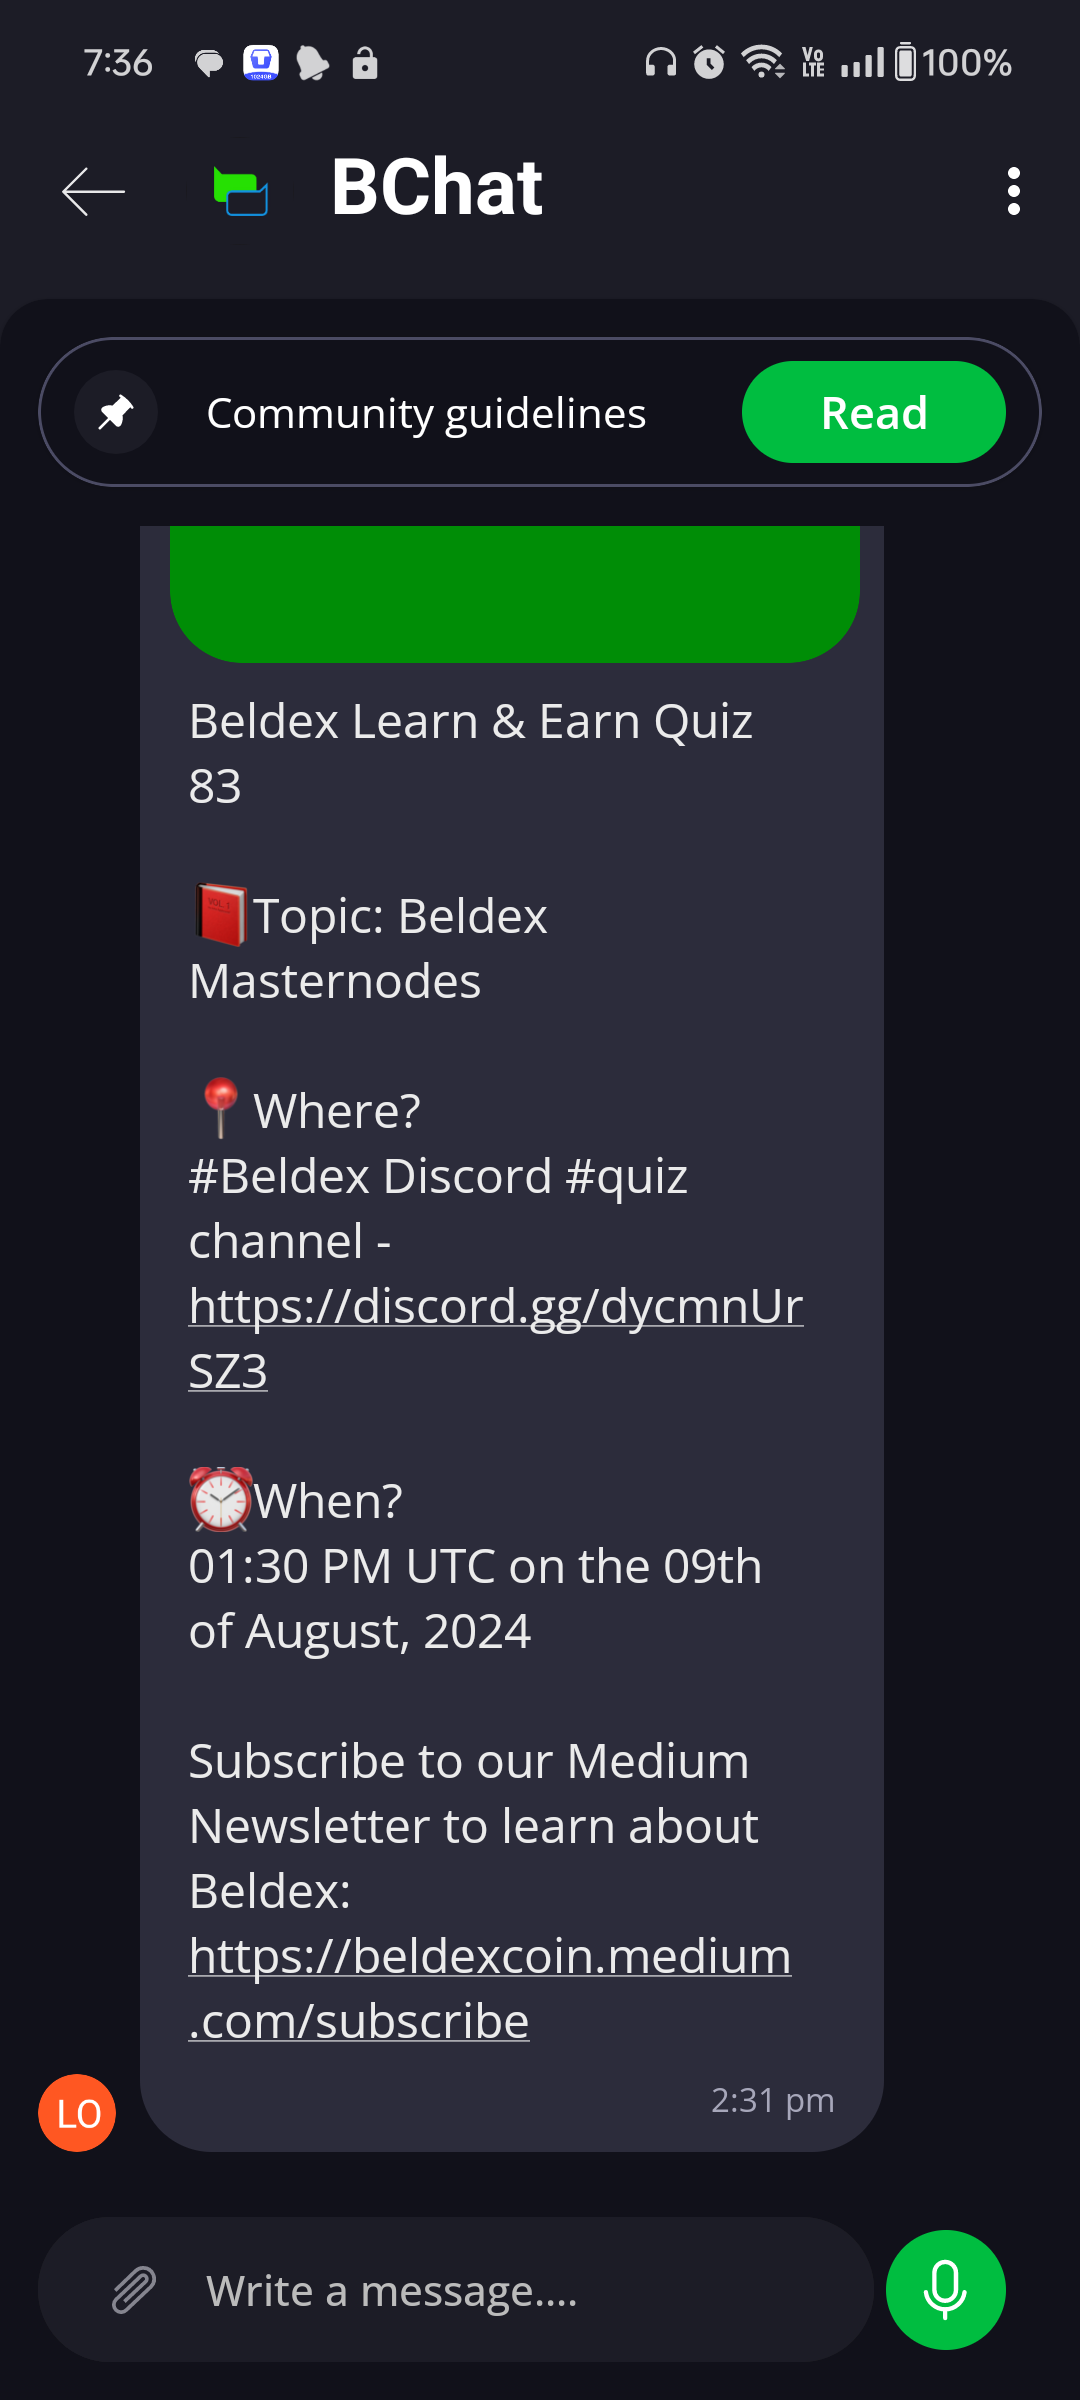 7:36
Vo LTE 100%
BChat
Community guidelines
Read
Beldex Learn & Earn Quiz
83
Topic: Beldex
Masternodes
Where?
#Beldex Discord #quiz
channel -
https://discord.gg/dycmnUr
SZ3
When?
01:30 PM UTC on the 09th
of August, 2024
Subscribe to our Medium
Newsletter to learn about
Beldex:
https://beldexcoin.medium
.com/subscribe
2:31 pm
LO
Write a message....